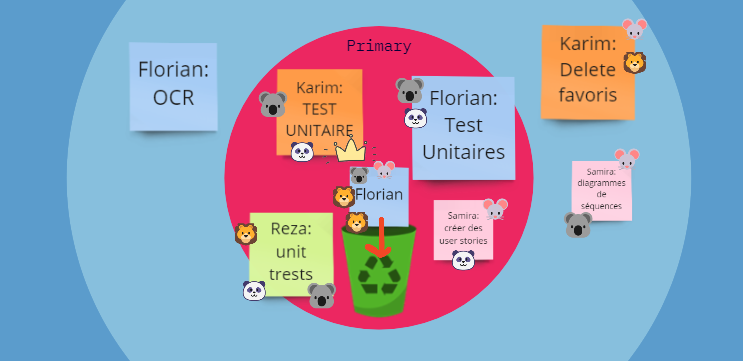 Primary
Florian:
OCR
Karim:
TEST
UNITAIRE
Florian:
Test
Unitaires
Karim:
Delete
favoris
Florian
Samira:
diagrammes
de
séquences
Reza:
unit
trests
Samira:
créer des
user stories